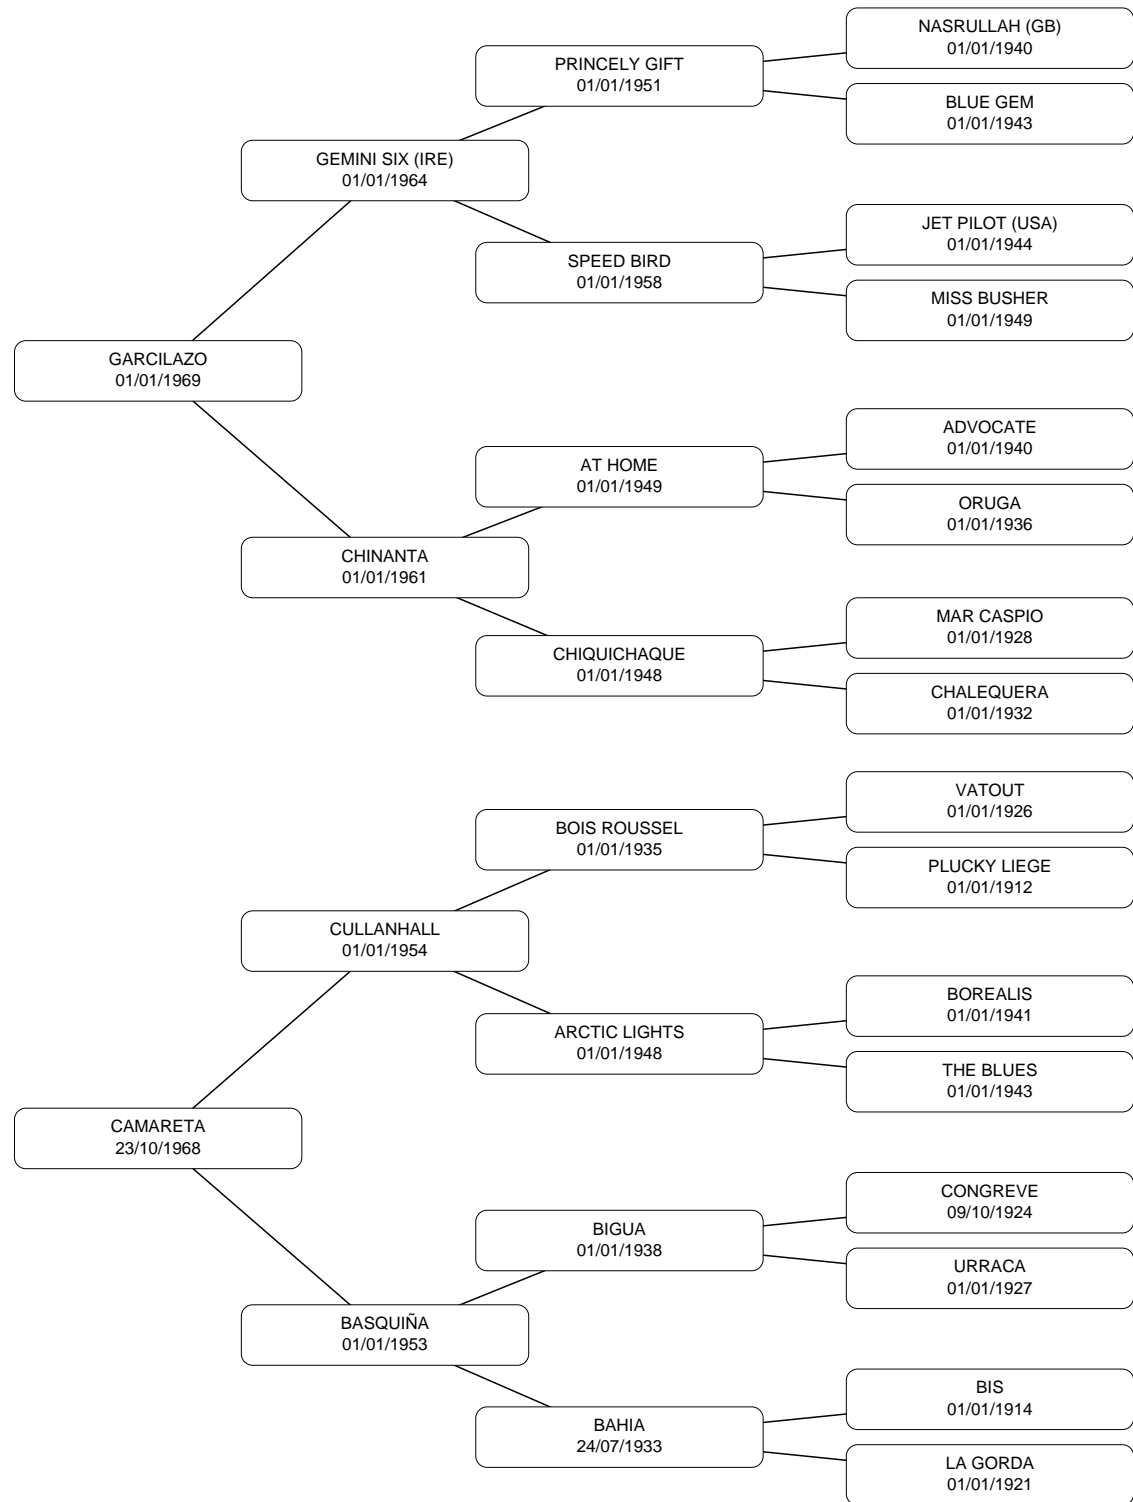 NASRULLAH (GB)
01/01/1940
PRINCELY GIFT
01/01/1951
BLUE GEM
01/01/1943
GEMINI SIX (IRE)
01/01/1964
JET PILOT (USA)
01/01/1944
SPEED BIRD
01/01/1958
MISS BUSHER
01/01/1949
GARCILAZO
01/01/1969
ADVOCATE
01/01/1940
AT HOME
01/01/1949
ORUGA
01/01/1936
CHINANTA
01/01/1961
MAR CASPIO
01/01/1928
CHIQUICHAQUE
01/01/1948
CHALEQUERA
01/01/1932
VATOUT
01/01/1926
BOIS ROUSSEL
01/01/1935
PLUCKY LIEGE
01/01/1912
CULLANHALL
01/01/1954
BOREALIS
01/01/1941
ARCTIC LIGHTS
01/01/1948
THE BLUES
01/01/1943
CAMARETA
23/10/1968
CONGREVE
09/10/1924
BIGUA
01/01/1938
URRACA
01/01/1927
BASQUIÑA
01/01/1953
BIS
01/01/1914
BAHIA
24/07/1933
LA GORDA
01/01/1921